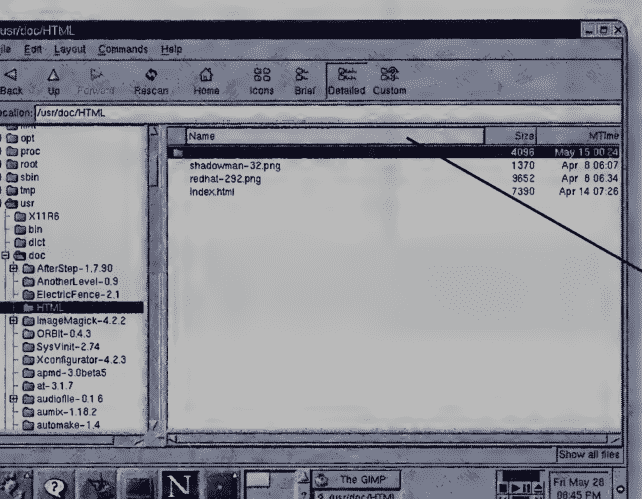 usr/doc/HTML
ile Edit Layout Commands Help
Back Up Forward Rescan Home Icons Brief Detailed Custom
ocation: /usr/doc/HTML
Name Size MTime
4096 May 15 00:24
shadowman-32.png 1370 Apr 8 06:07
redhat-292.png 9652 Apr 8 06:34
index.html 7390 Apr 14 07:26
mnt
opt
proc
root
sbin
tmp
usr
X11R6
bin
dict
doc
AfterStep-1.7.90
AnotherLevel-0.9
ElectricFence-2.1
HTML
ImageMagick-4.2.2
ORBit-0.4.3
SysVinit-2.74
Xconfigurator-4.2.3
apmd-3.0beta5
at-3.1.7
audiofile-0.1.6
aumix-1.18.2
automake-1.4
Show all files
N
The GIMP
/usr/doc/HTML
Fri May 28
08:45 PM